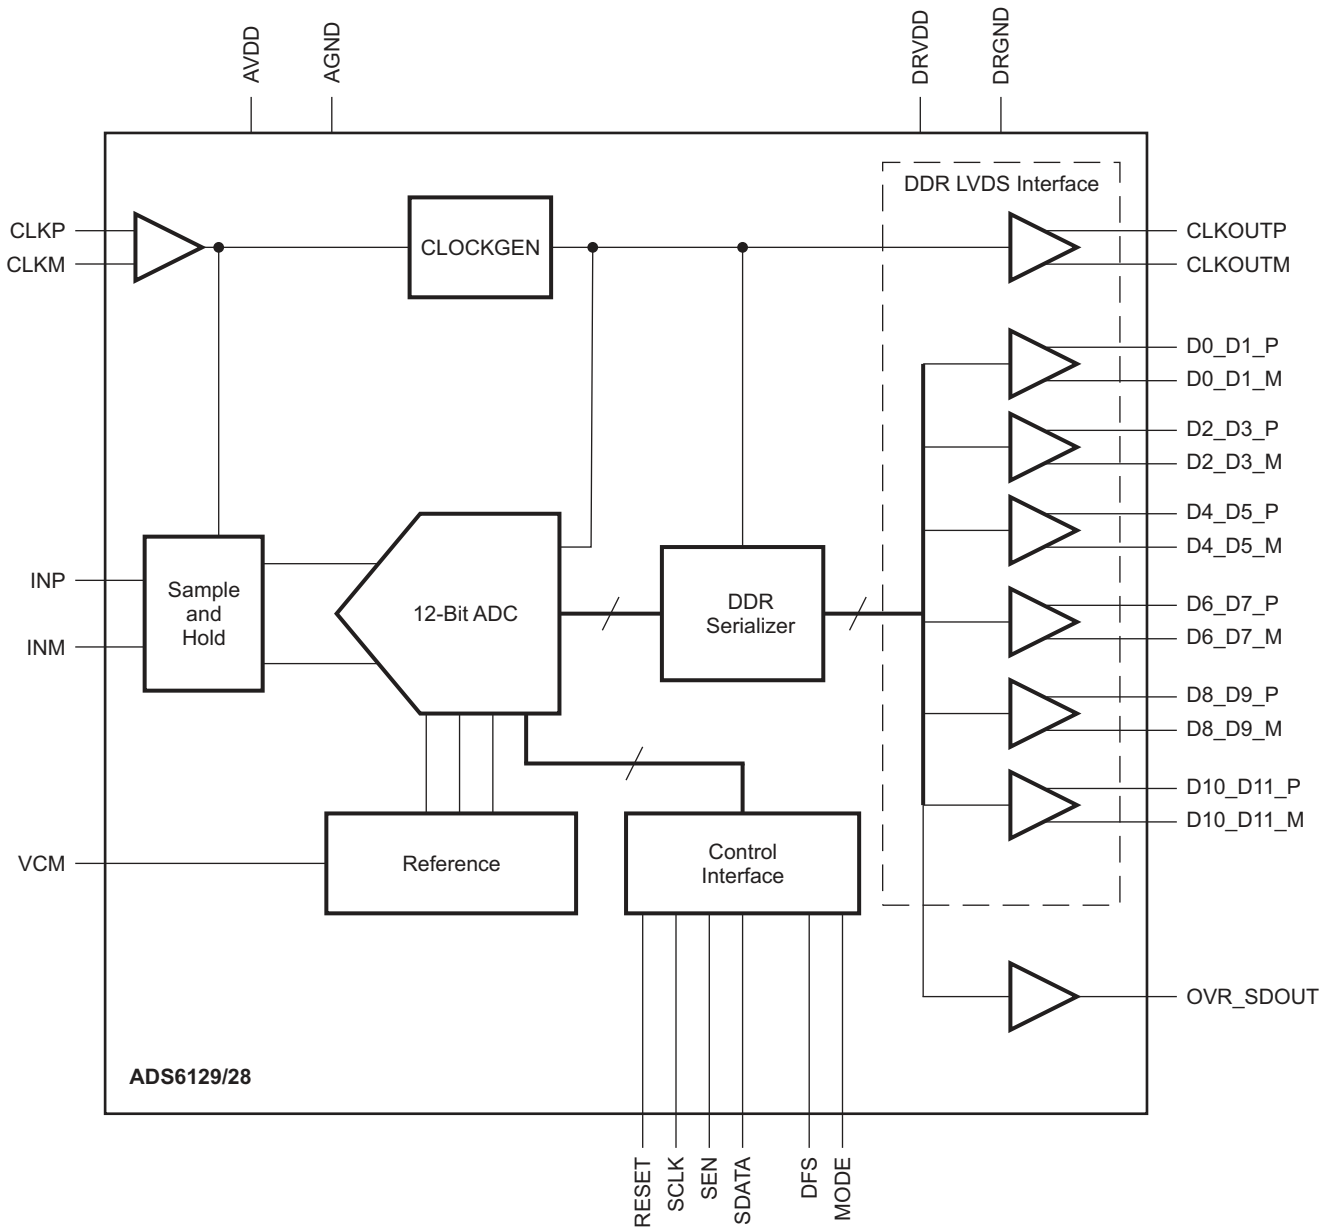 AVDD
AGND
DRVDD
DRGND
DDR LVDS Interface
CLKP
CLKM
CLOCKGEN
CLKOUTP
CLKOUTM
D0_D1_P
D0_D1_M
D2_D3_P
D2_D3_M
D4_D5_P
D4_D5_M
INP
INM
Sample
and
Hold
12-Bit ADC
DDR
Serializer
D6_D7_P
D6_D7_M
D8_D9_P
D8_D9_M
D10_D11_P
D10_D11_M
VCM
Reference
Control
Interface
OVR_SDOUT
ADS6129/28
RESET
SCLK
SEN
SDATA
DFS
MODE